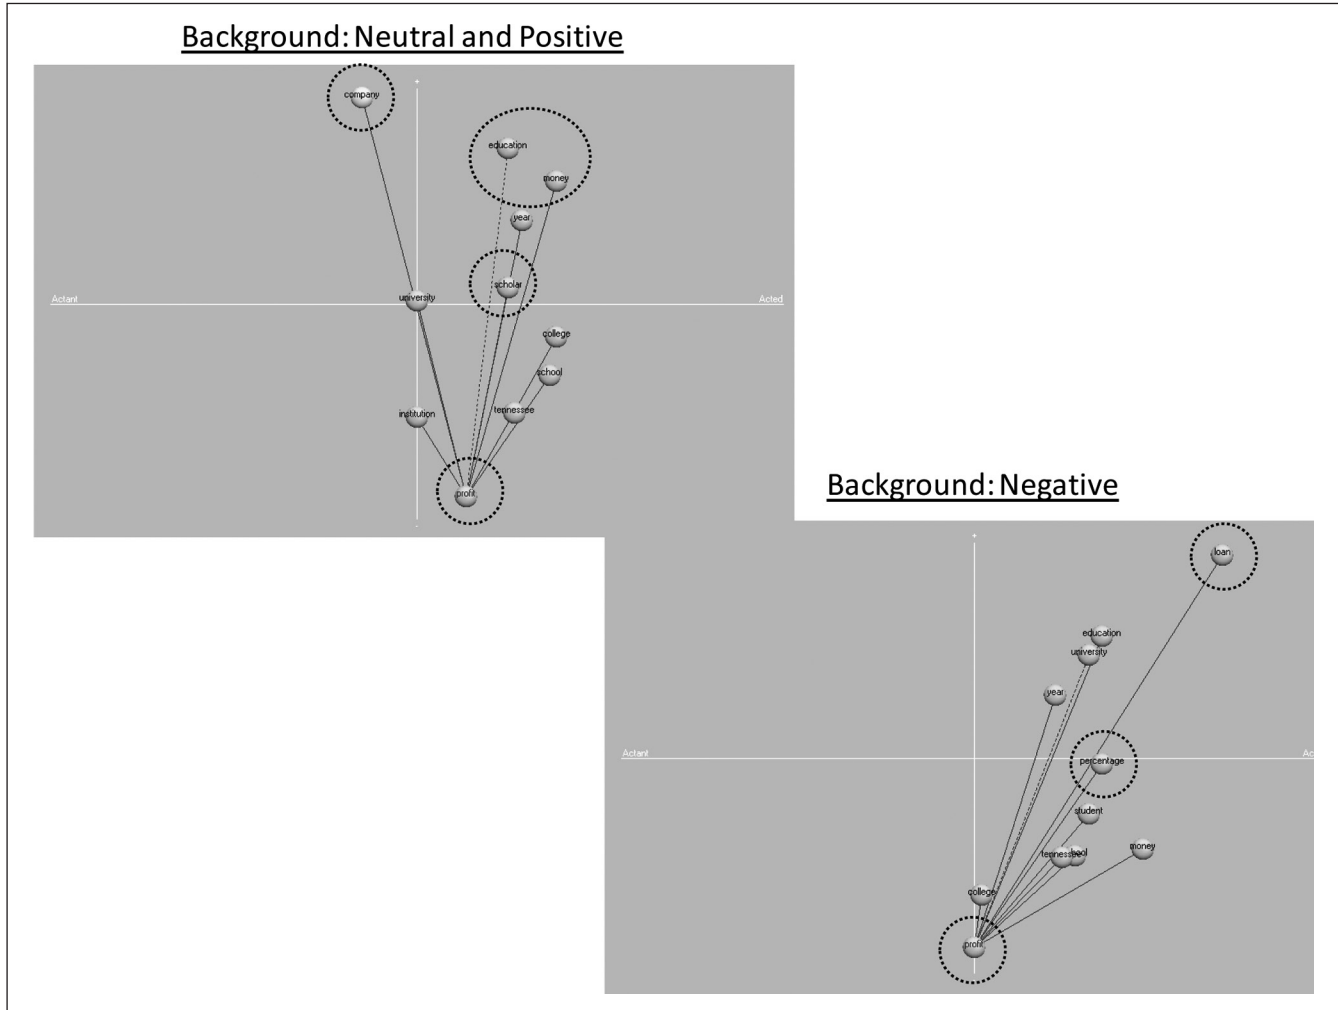 Background: Neutral and Positive
+
company
education
money
year
scholar
university
Actant
Acted
college
school
tennessee
institution
profit
Background: Negative
+
loan
education
university
year
Actant
Ac
percentage
student
money
tennessee
college
profit